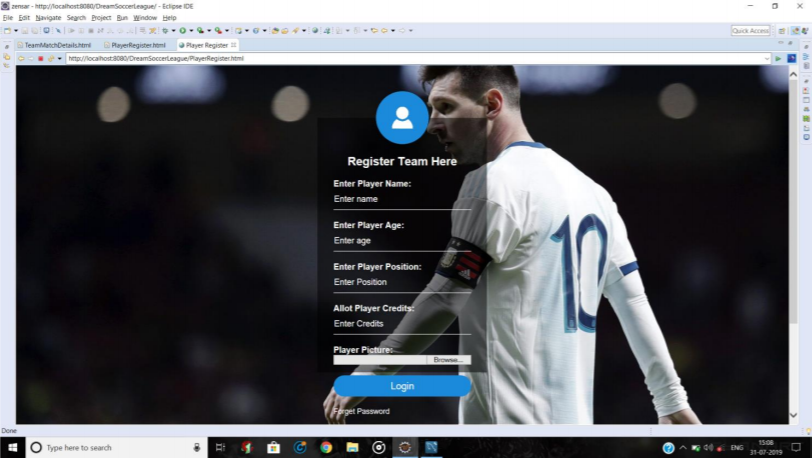 zensar - http://localhost:8080/DreamSoccerLeague/ - Eclipse IDE
File Edit Navigate Search Project Run Window Help
Quick Access
TeamMatchDetails.html PlayerRegister.html Player Register
http://localhost:8080/DreamSoccerLeague/PlayerRegister.html
Register Team Here
Enter Player Name:
Enter name
Enter Player Age:
Enter age
Enter Player Position:
Enter Position
Allot Player Credits:
Enter Credits
Player Picture:
Browse...
Login
Forget Password
10
Done
Type here to search
ENG
15:08
31-07-2019